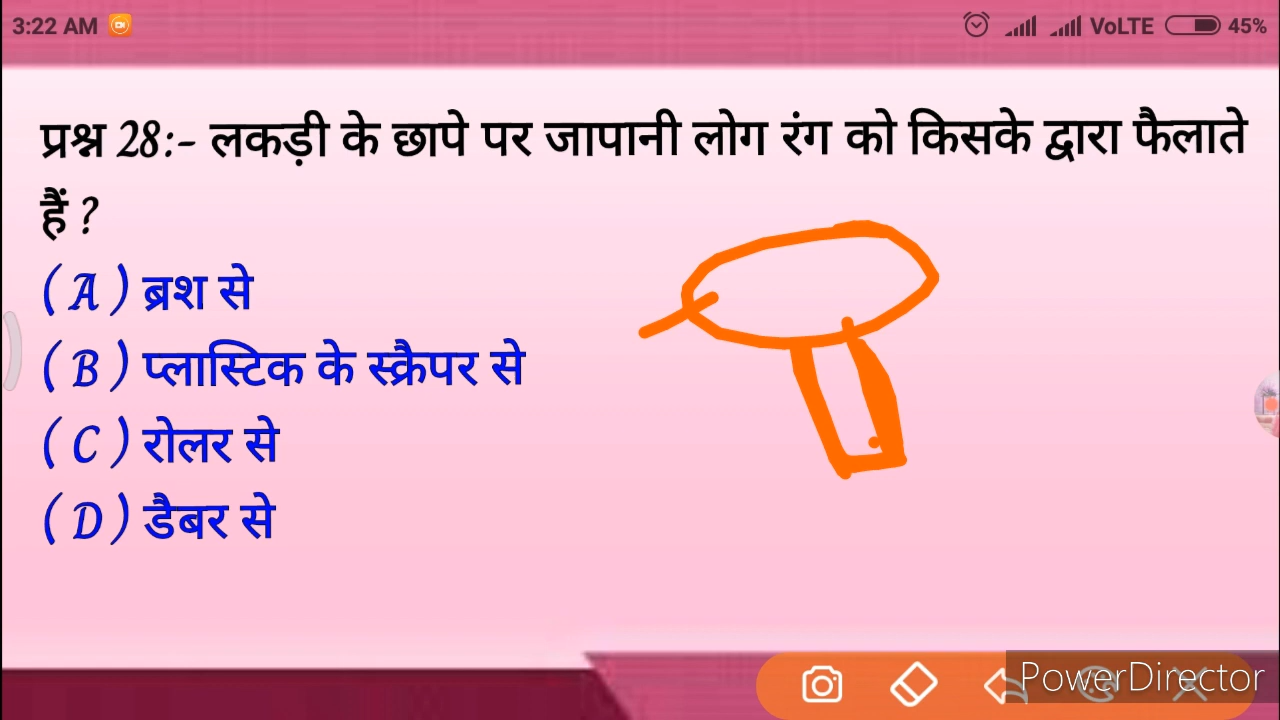 3:22 AM VoLTE 45%
प्रश्न 28:- लकड़ी के छापे पर जापानी लोग रंग को किसके द्वारा फैलाते
हैं ?
( A ) ब्रश से
( B ) प्लास्टिक के स्क्रैपर से
( C ) रोलर से
( D ) डैबर से
PowerDirector